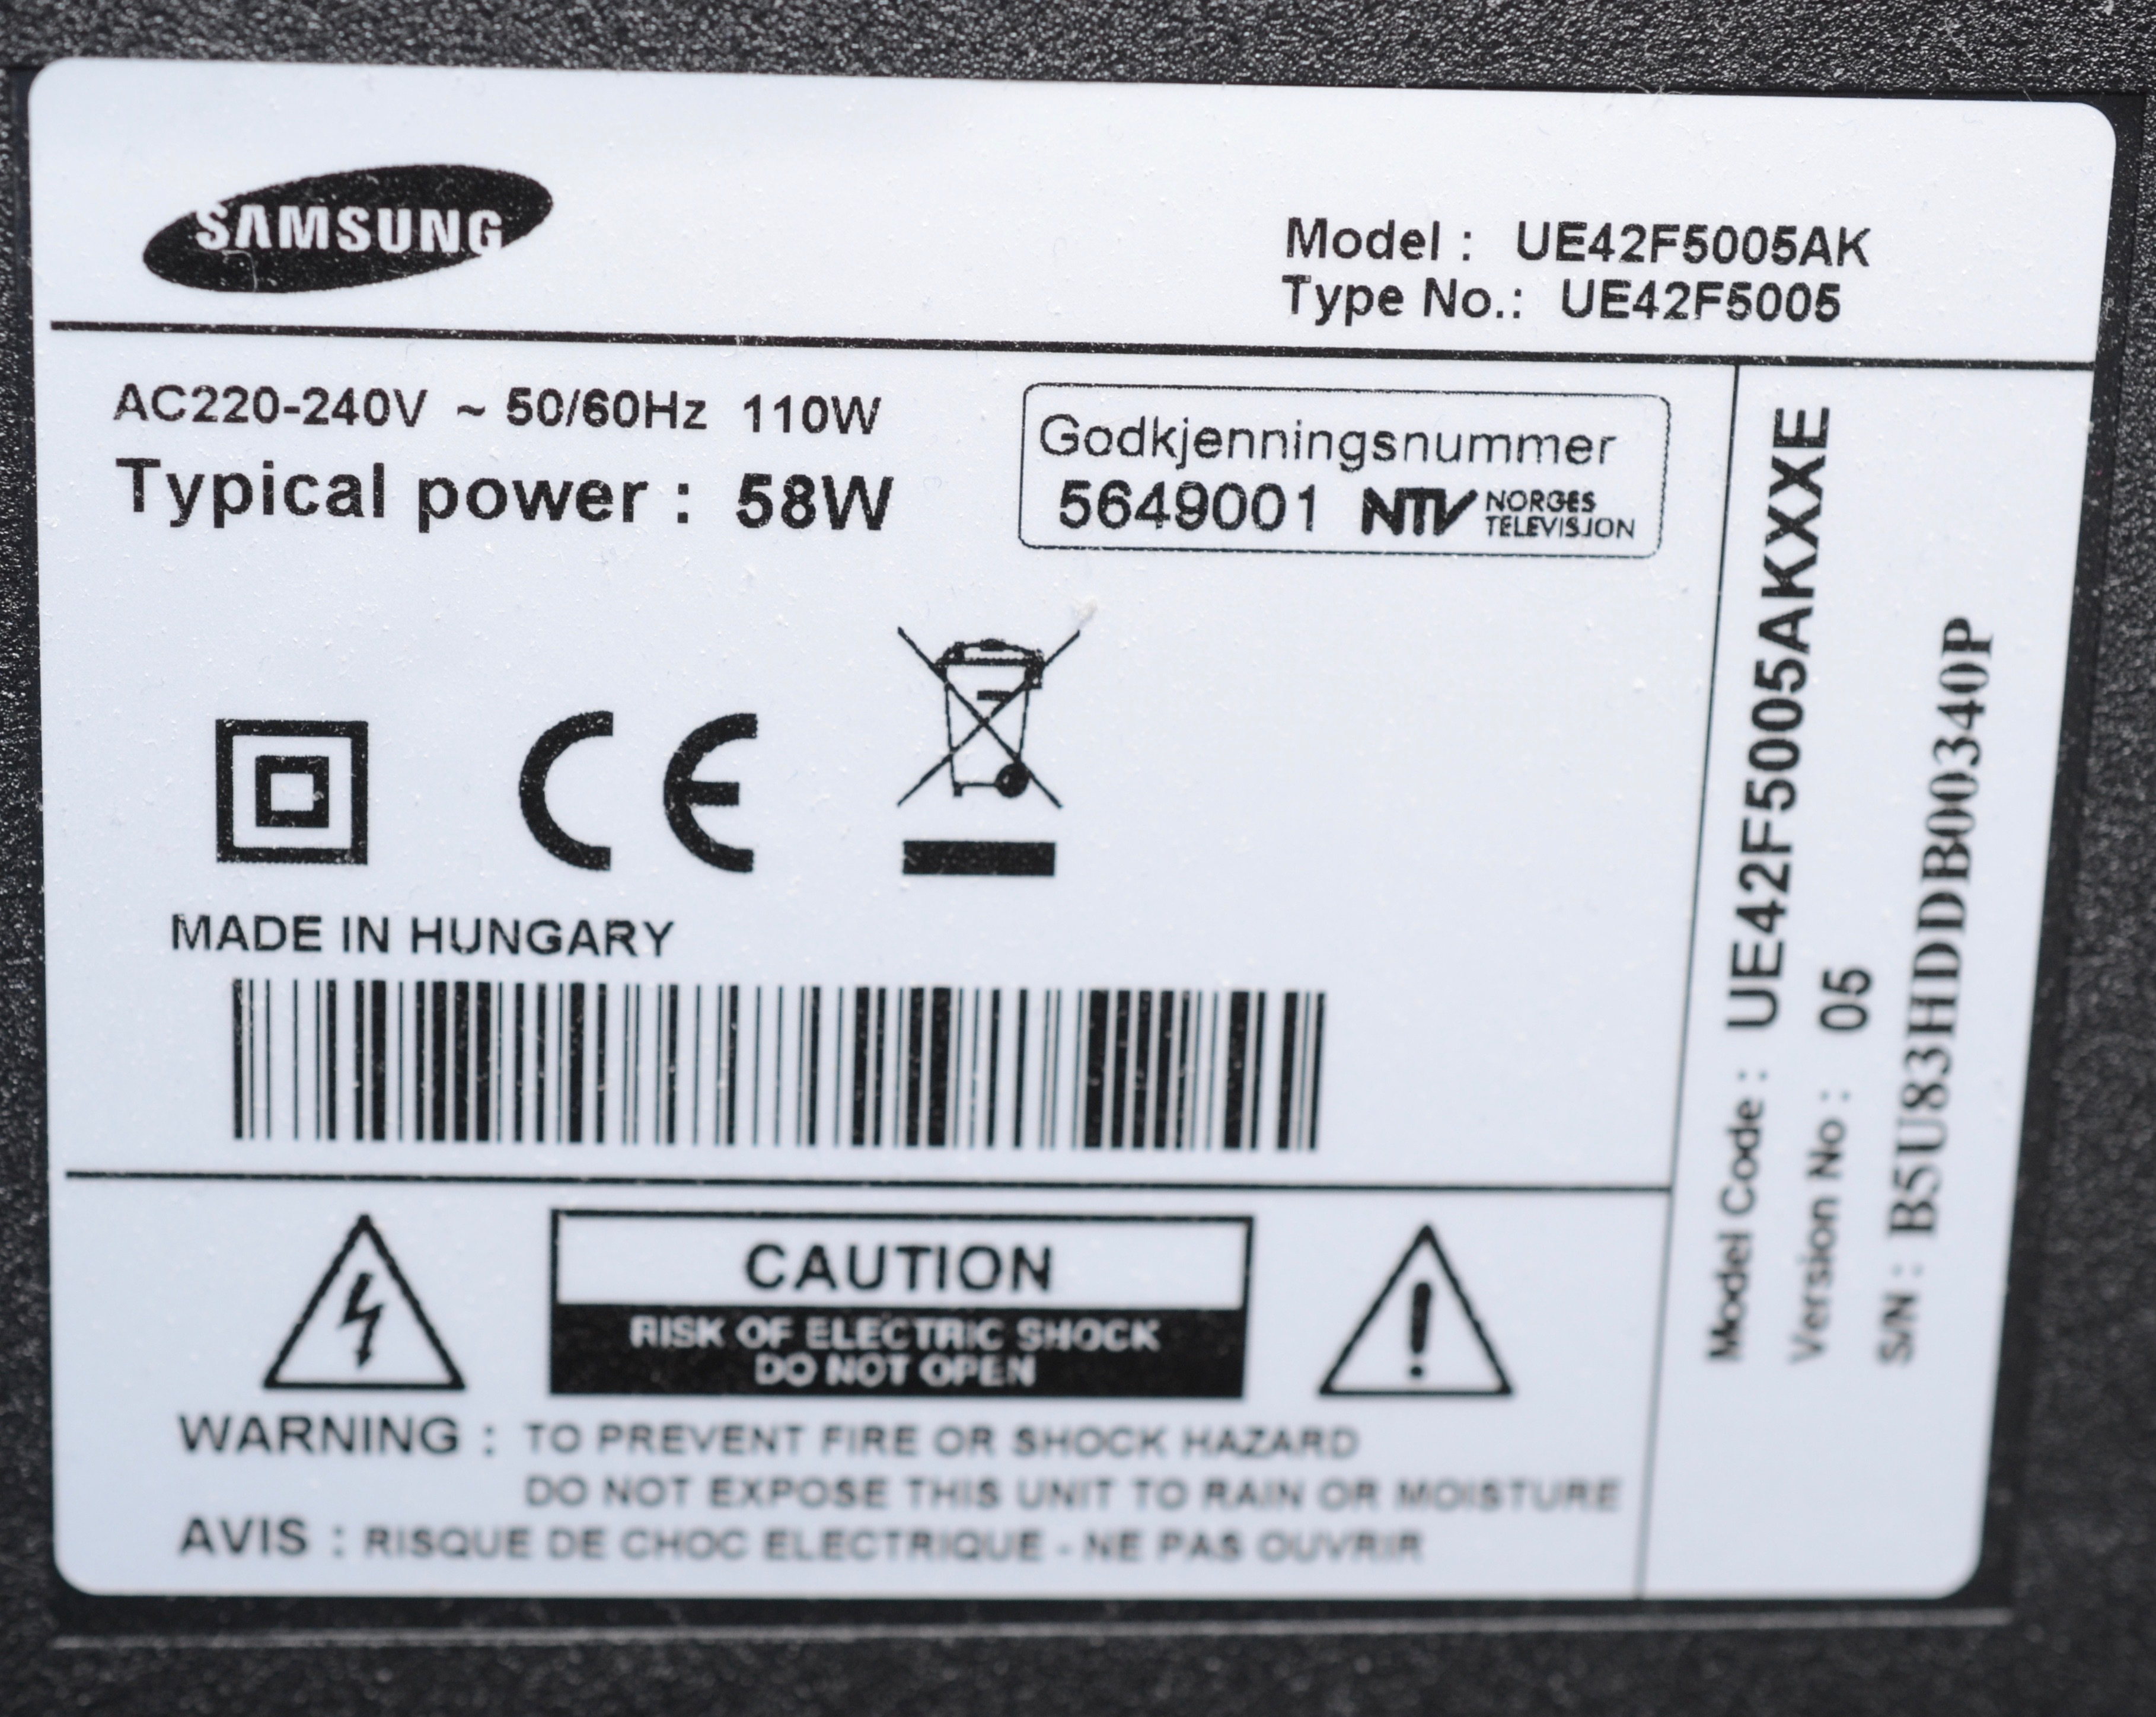 SAMSUNG
Model : UE42F5005AK
Type No.: UE42F5005
AC220-240V ~ 50/60Hz 110W
Typical power : 58W
Godkjenningsnummer
5649001 NTV NORGES
TELEVISJON
CE
MADE IN HUNGARY
CAUTION
RISK OF ELECTRIC SHOCK
DO NOT OPEN
WARNING : TO PREVENT FIRE OR SHOCK HAZARD
DO NOT EXPOSE THIS UNIT TO RAIN OR MOISTURE
AVIS : RISQUE DE CHOC ELECTRIQUE - NE PAS OUVRIR
Model Code : UE42F5005AKXXE
Version No : 05
S/N : B5U83HDDB00340P